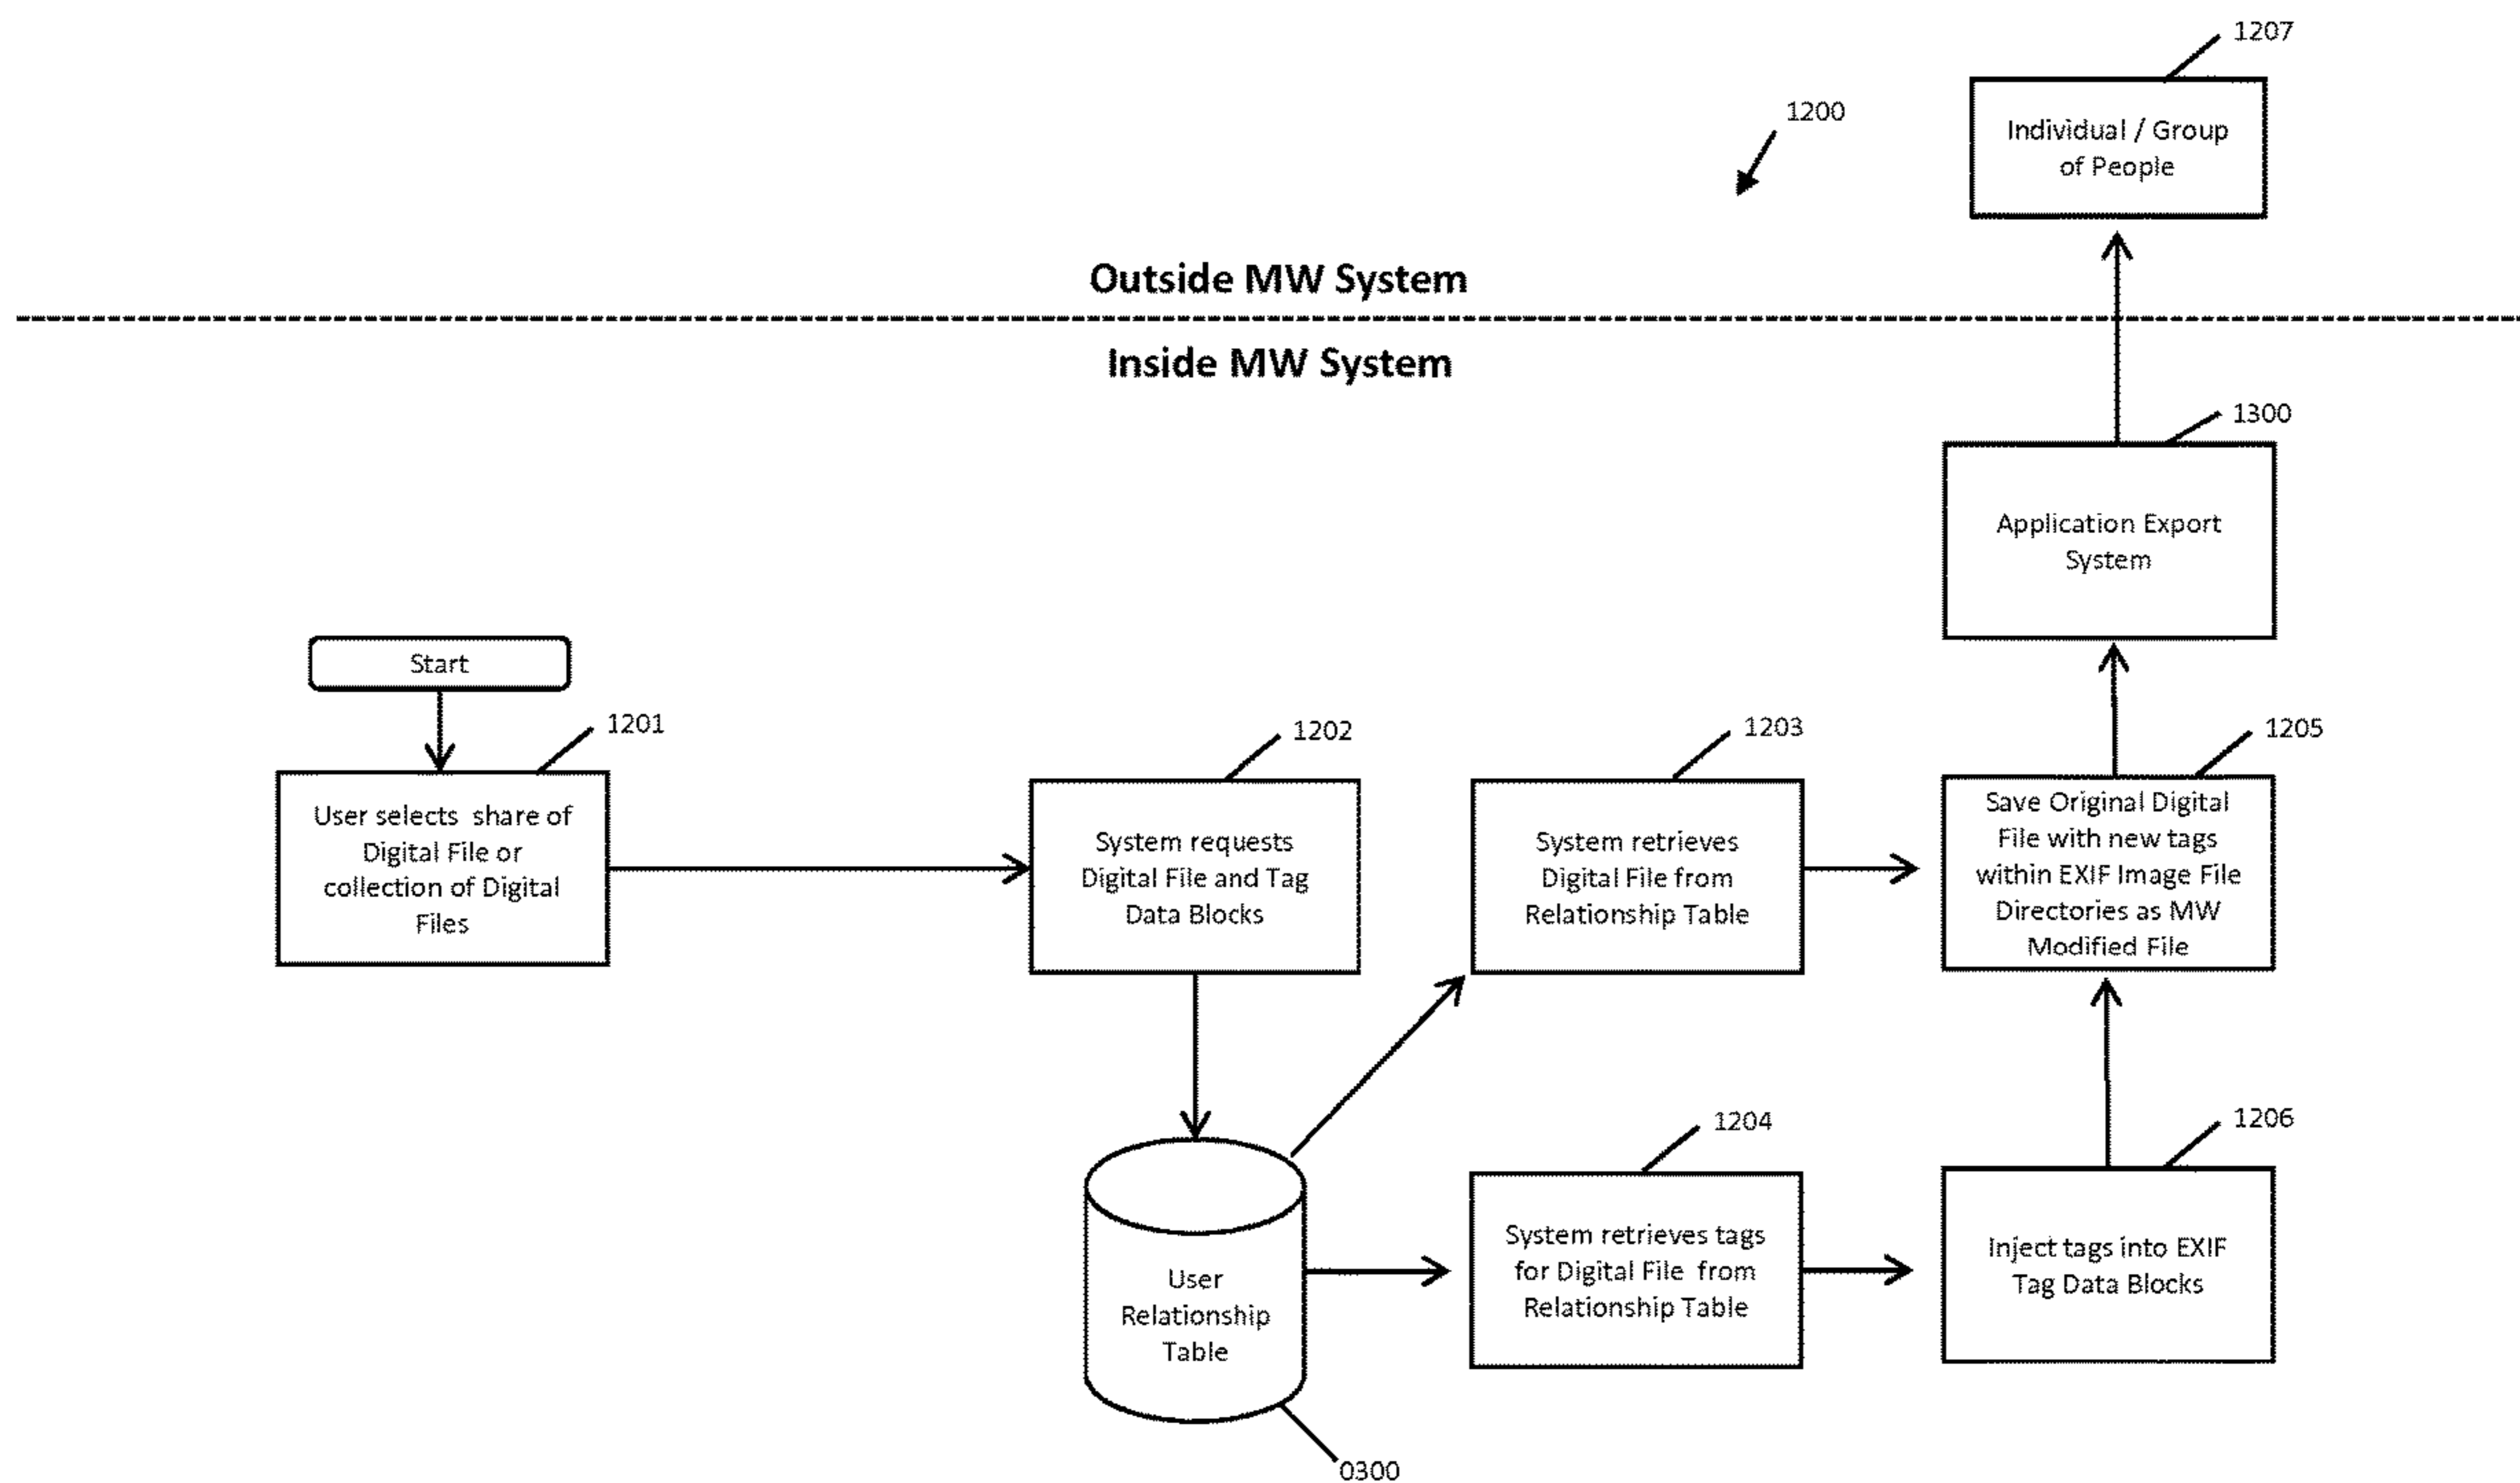 1207
Individual / Group
of People
1200
Outside MW System
Inside MW System
1300
Application Export
System
Start
1201
User selects share of
Digital File or
collection of Digital
Files
1202
System requests
Digital File and Tag
Data Blocks
1203
System retrieves
Digital File from
Relationship Table
1205
Save Original Digital
File with new tags
within EXIF Image File
Directories as MW
Modified File
User
Relationship
Table
0300
1204
System retrieves tags
for Digital File from
Relationship Table
1206
Inject tags into EXIF
Tag Data Blocks